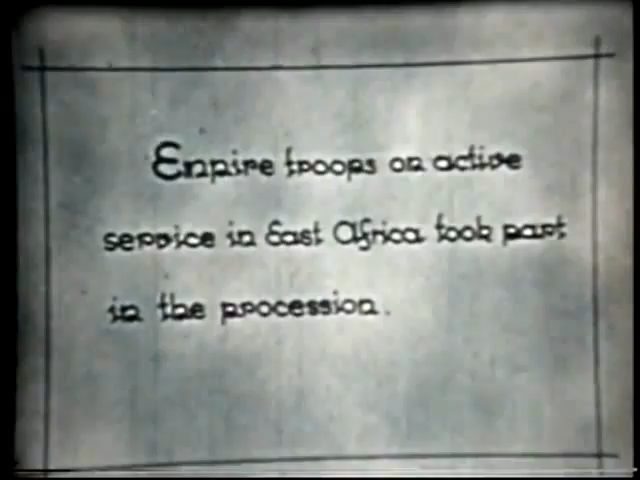 Empire troops on active
service in East Africa took part
in the procession.